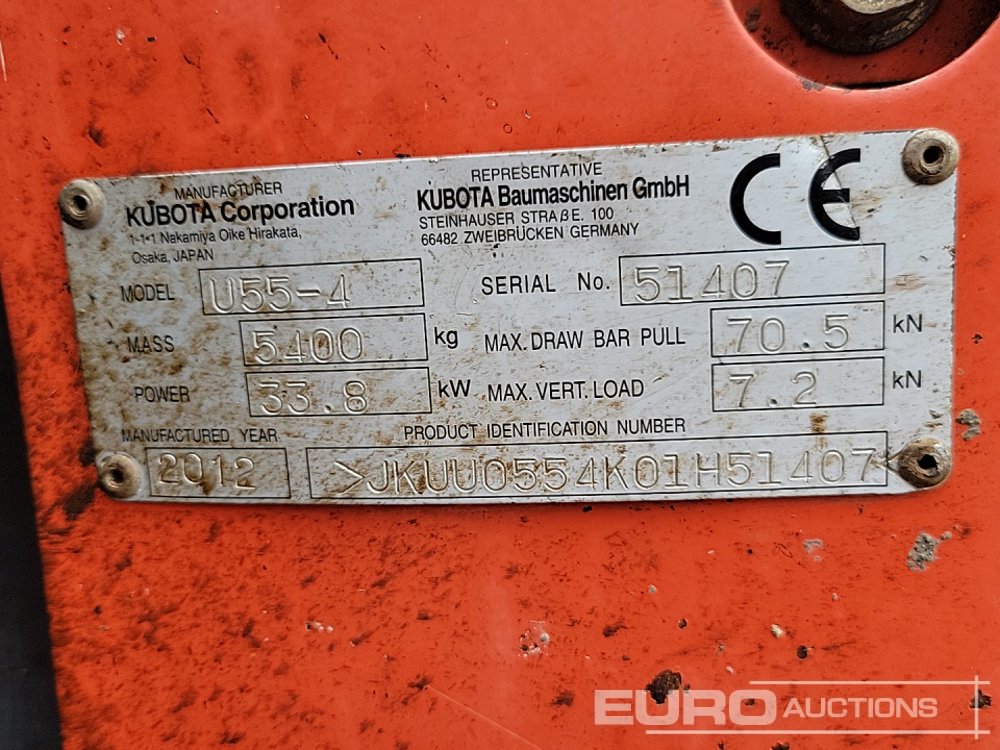 MANUFACTURER
KUBOTA Corporation
1-1-1 Nakamiya Oike Hirakata,
Osaka, JAPAN
REPRESENTATIVE
KUBOTA Baumaschinen GmbH
STEINHAUSER STRAßE. 100
66482 ZWEIBRÜCKEN GERMANY
CE
MODEL U55-4
SERIAL No. 51407
MASS 5400 kg
MAX. DRAW BAR PULL 70.5 kN
POWER 33.8 kW
MAX. VERT. LOAD 7.2 kN
MANUFACTURED YEAR
2012
PRODUCT IDENTIFICATION NUMBER
>JKUU0554K01H51407<
EURO AUCTIONS